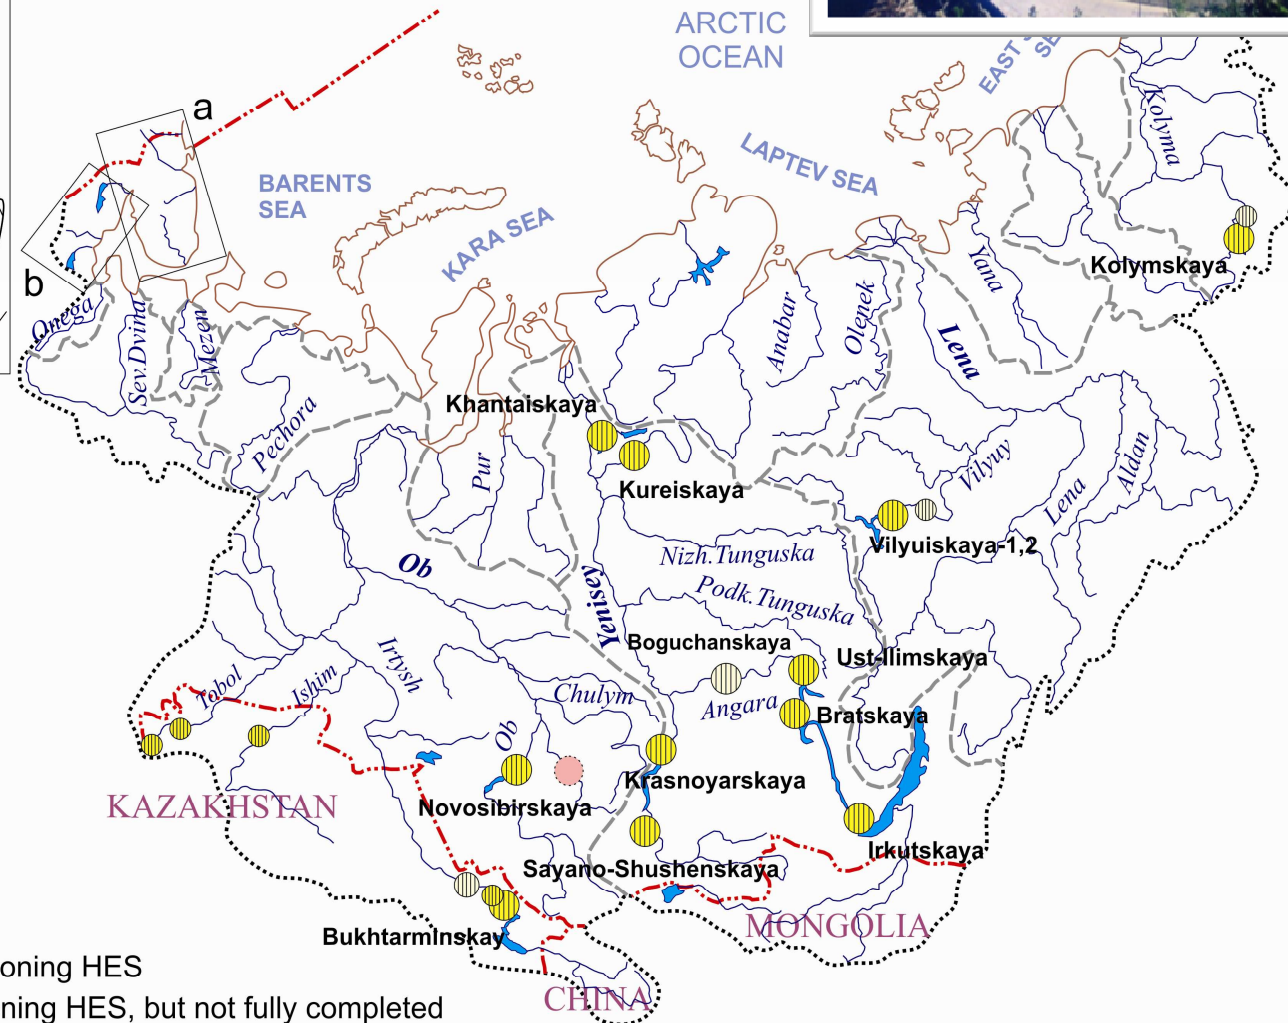 ARCTIC
OCEAN
EAST
a
Kolyma
LAPTEV SEA
BARENTS
SEA
KARA SEA
b
Yana
Kolymskaya
Onega
Sev.Dvina
Mezen
Anabar
Olenek
Lena
Khantaiskaya
Pechora
Pur
Vilyuy
Aldan
Lena
Kureiskaya
Vilyuiskaya-1,2
Nizh.Tunguska
Ob
Podk.Tunguska
Yenisey
Boguchanskaya
Ust-Ilimskaya
Irtysh
Tobol
Ishim
Chulym
Angara
Bratskaya
Ob
Krasnoyarskaya
KAZAKHSTAN
Novosibirskaya
Irkutskaya
Sayano-Shushenskaya
MONGOLIA
Bukhtarminskay
oning HES
CHINA
ning HES, but not fully completed